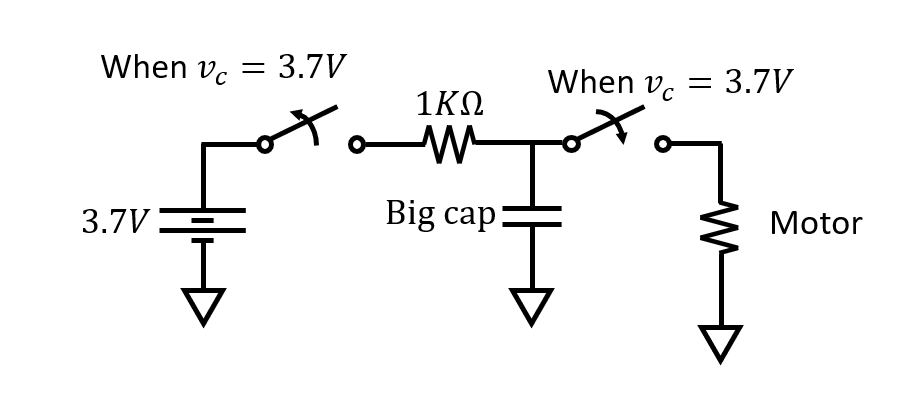 When v_c = 3.7V
When v_c = 3.7V
1KΩ
3.7V
Big cap
Motor